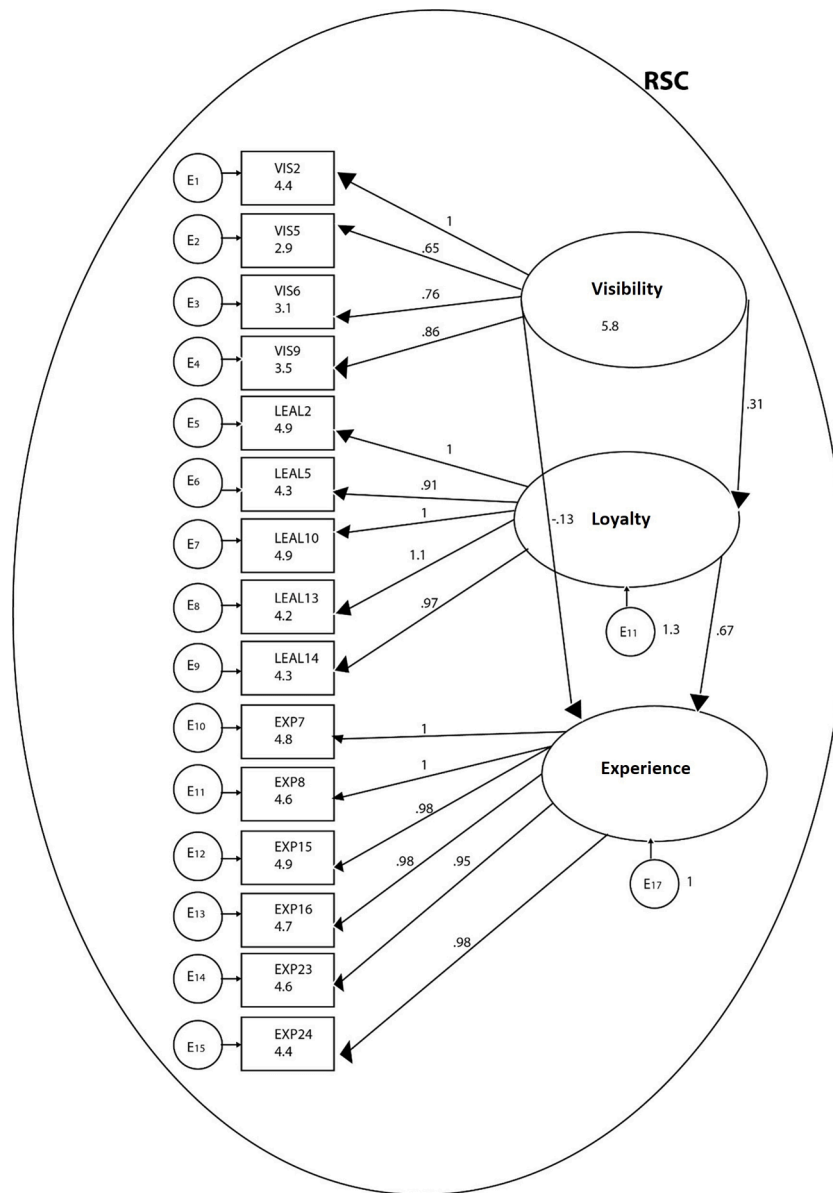 RSC
E1
VIS2
4.4
1
E2
VIS5
2.9
.65
E3
VIS6
3.1
.76
Visibility
5.8
E4
VIS9
3.5
.86
E5
LEAL2
4.9
1
.31
E6
LEAL5
4.3
.91
E7
LEAL10
4.9
1
-.13
Loyalty
E8
LEAL13
4.2
1.1
E9
LEAL14
4.3
.97
E11
1.3
.67
E10
EXP7
4.8
1
E11
EXP8
4.6
1
Experience
E12
EXP15
4.9
.98
E13
EXP16
4.7
.98
.95
E17
1
E14
EXP23
4.6
.98
E15
EXP24
4.4